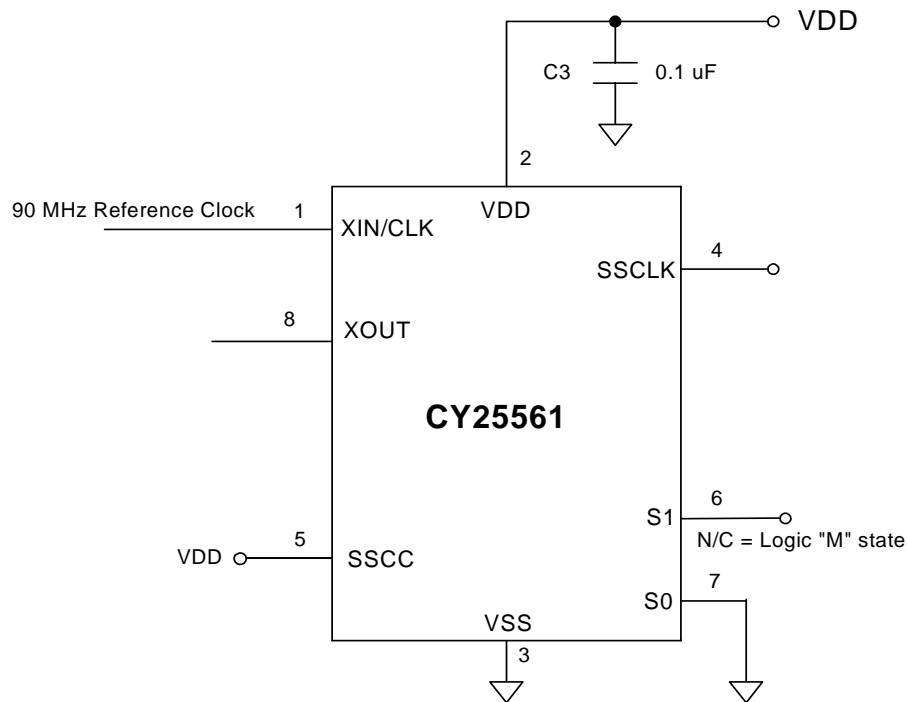 VDD
C3
0.1 uF
2
90 MHz Reference Clock
1
VDD
XIN/CLK
4
SSCLK
8
XOUT
CY25561
6
S1
N/C = Logic "M" state
5
VDD
SSCC
7
S0
VSS
3